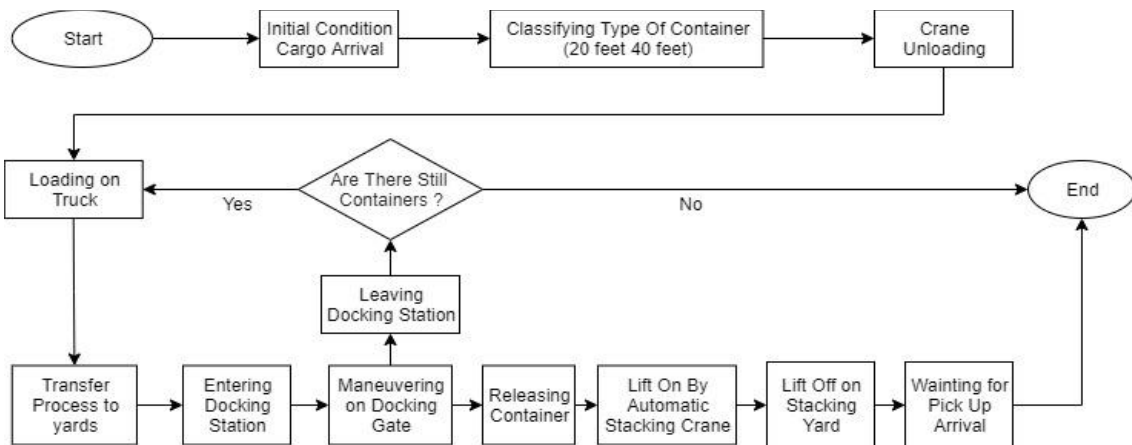 Start
Initial Condition
Cargo Arrival
Classifying Type Of Container
(20 feet 40 feet)
Crane
Unloading
Loading on
Truck
Yes
Are There Still
Containers ?
No
End
Leaving
Docking Station
Transfer
Process to
yards
Entering
Docking
Station
Maneuvering
on Docking
Gate
Releasing
Container
Lift On By
Automatic
Stacking Crane
Lift Off on
Stacking
Yard
Wainting for
Pick Up
Arrival